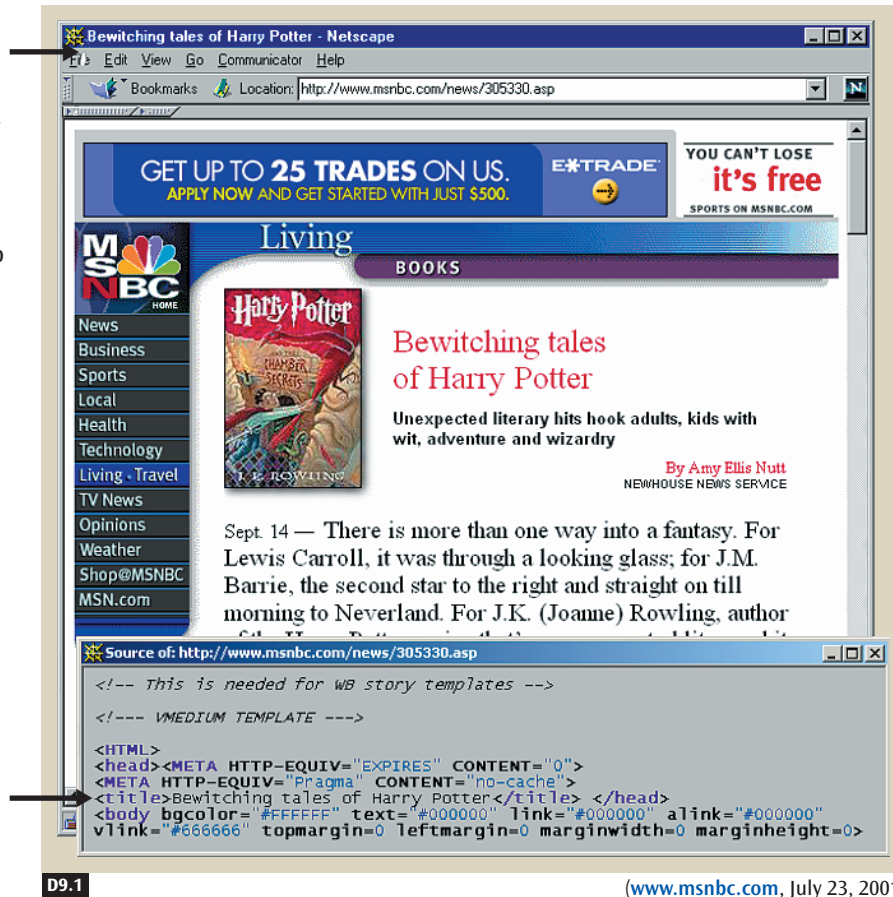 Bewitching tales of Harry Potter - Netscape
File Edit View Go Communicator Help
Bookmarks Location: http://www.msnbc.com/news/305330.asp
N
GET UP TO 25 TRADES ON US.
APPLY NOW AND GET STARTED WITH JUST $500.
E*TRADE
YOU CAN'T LOSE
it's free
SPORTS ON MSNBC.COM
MSNBC
HOME
Living
BOOKS
News
Business
Sports
Local
Health
Technology
Living • Travel
TV News
Opinions
Weather
Shop@MSNBC
MSN.com
Harry Potter
AND THE
CHAMBER
SECRETS
J. K. ROWLING
Bewitching tales
of Harry Potter
Unexpected literary hits hook adults, kids with
wit, adventure and wizardry
By Amy Ellis Nutt
NEWHOUSE NEWS SERVICE
Sept. 14 — There is more than one way into a fantasy. For
Lewis Carroll, it was through a looking glass; for J.M.
Barrie, the second star to the right and straight on till
morning to Neverland. For J.K. (Joanne) Rowling, author
Source of: http://www.msnbc.com/news/305330.asp
<!-- This is needed for WB story templates -->
<!--- VMEDIUM TEMPLATE --->
<HTML>
<head><META HTTP-EQUIV="EXPIRES" CONTENT="0">
<META HTTP-EQUIV="Pragma" CONTENT="no-cache">
<title>Bewitching tales of Harry Potter</title> </head>
<body bgcolor="#FFFFFF" text="#000000" link="#000000" alink="#000000"
vlink="#666666" topmargin=0 leftmargin=0 marginwidth=0 marginheight=0>
D9.1
(www.msnbc.com, July 23, 2001